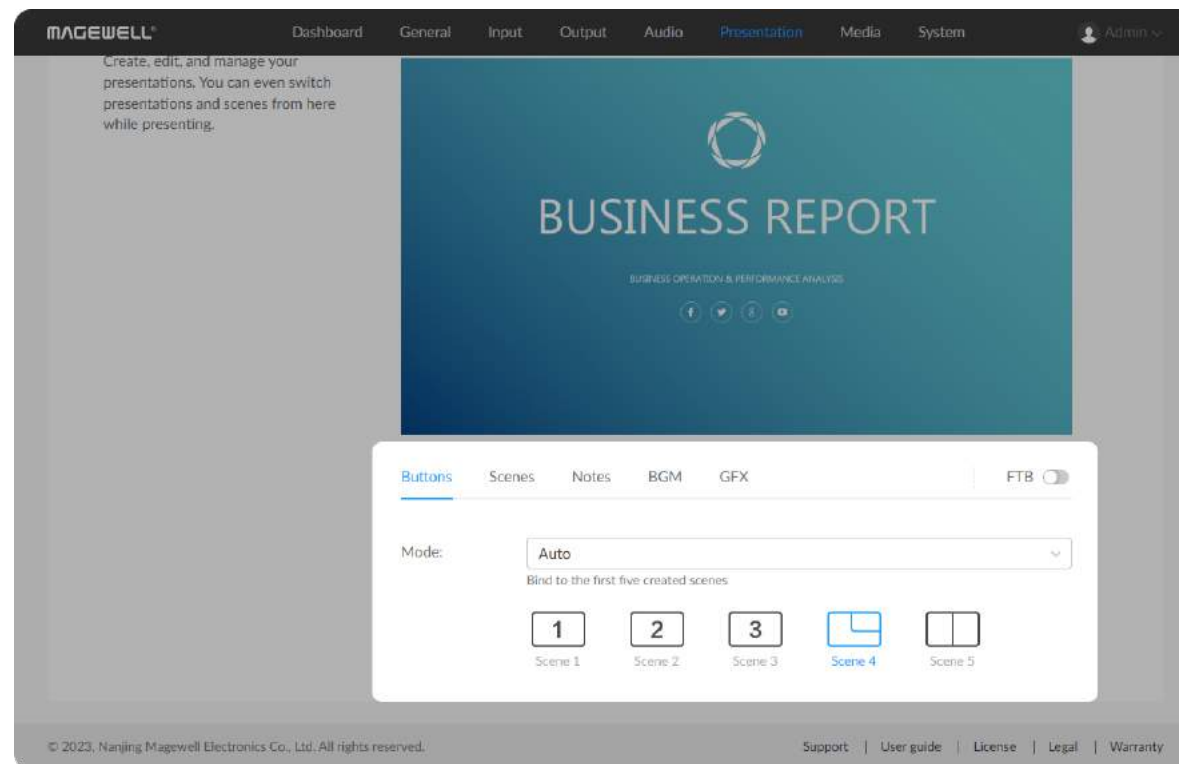 MAGEWELL® Dashboard General Input Output Audio Presentation Media System Admin
Create, edit, and manage your
presentations. You can even switch
presentations and scenes from here
while presenting.
BUSINESS REPORT
BUSINESS OPERATION & PERFORMANCE ANALYSIS
Buttons Scenes Notes BGM GFX FTB
Mode: Auto
Bind to the first five created scenes
1 2 3
Scene 1 Scene 2 Scene 3 Scene 4 Scene 5
© 2023, Nanjing Magewell Electronics Co., Ltd. All rights reserved. Support | User guide | License | Legal | Warranty